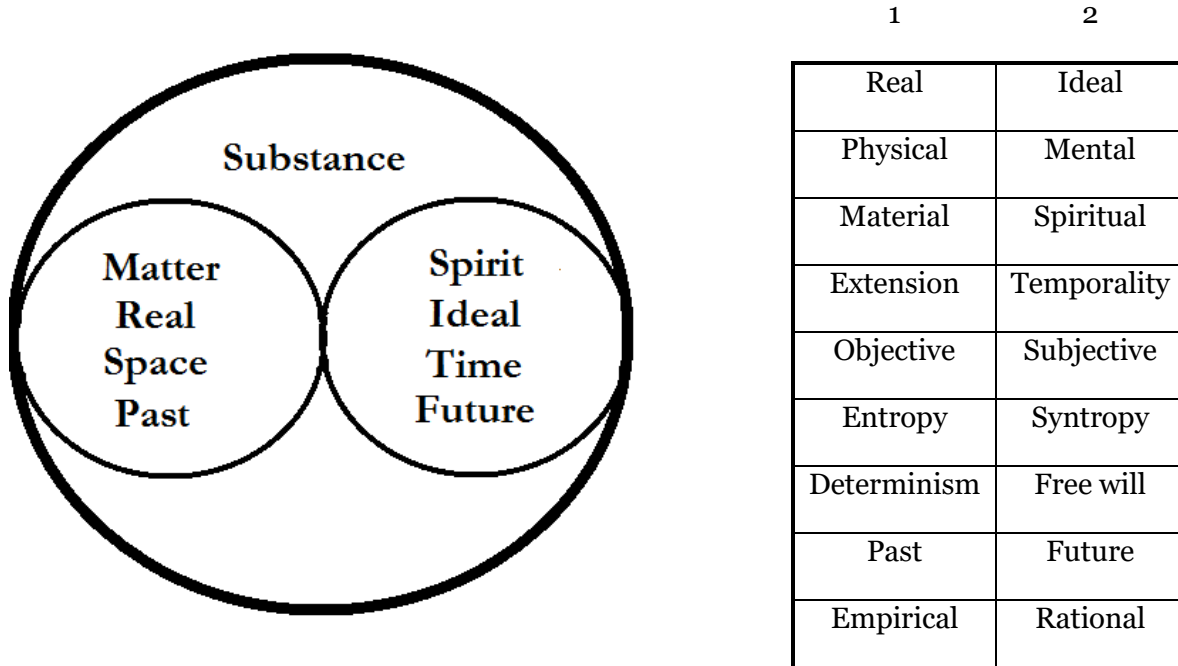 Substance
Matter
Real
Space
Past
Spirit
Ideal
Time
Future
1 2
Real Ideal
Physical Mental
Material Spiritual
Extension Temporality
Objective Subjective
Entropy Syntropy
Determinism Free will
Past Future
Empirical Rational